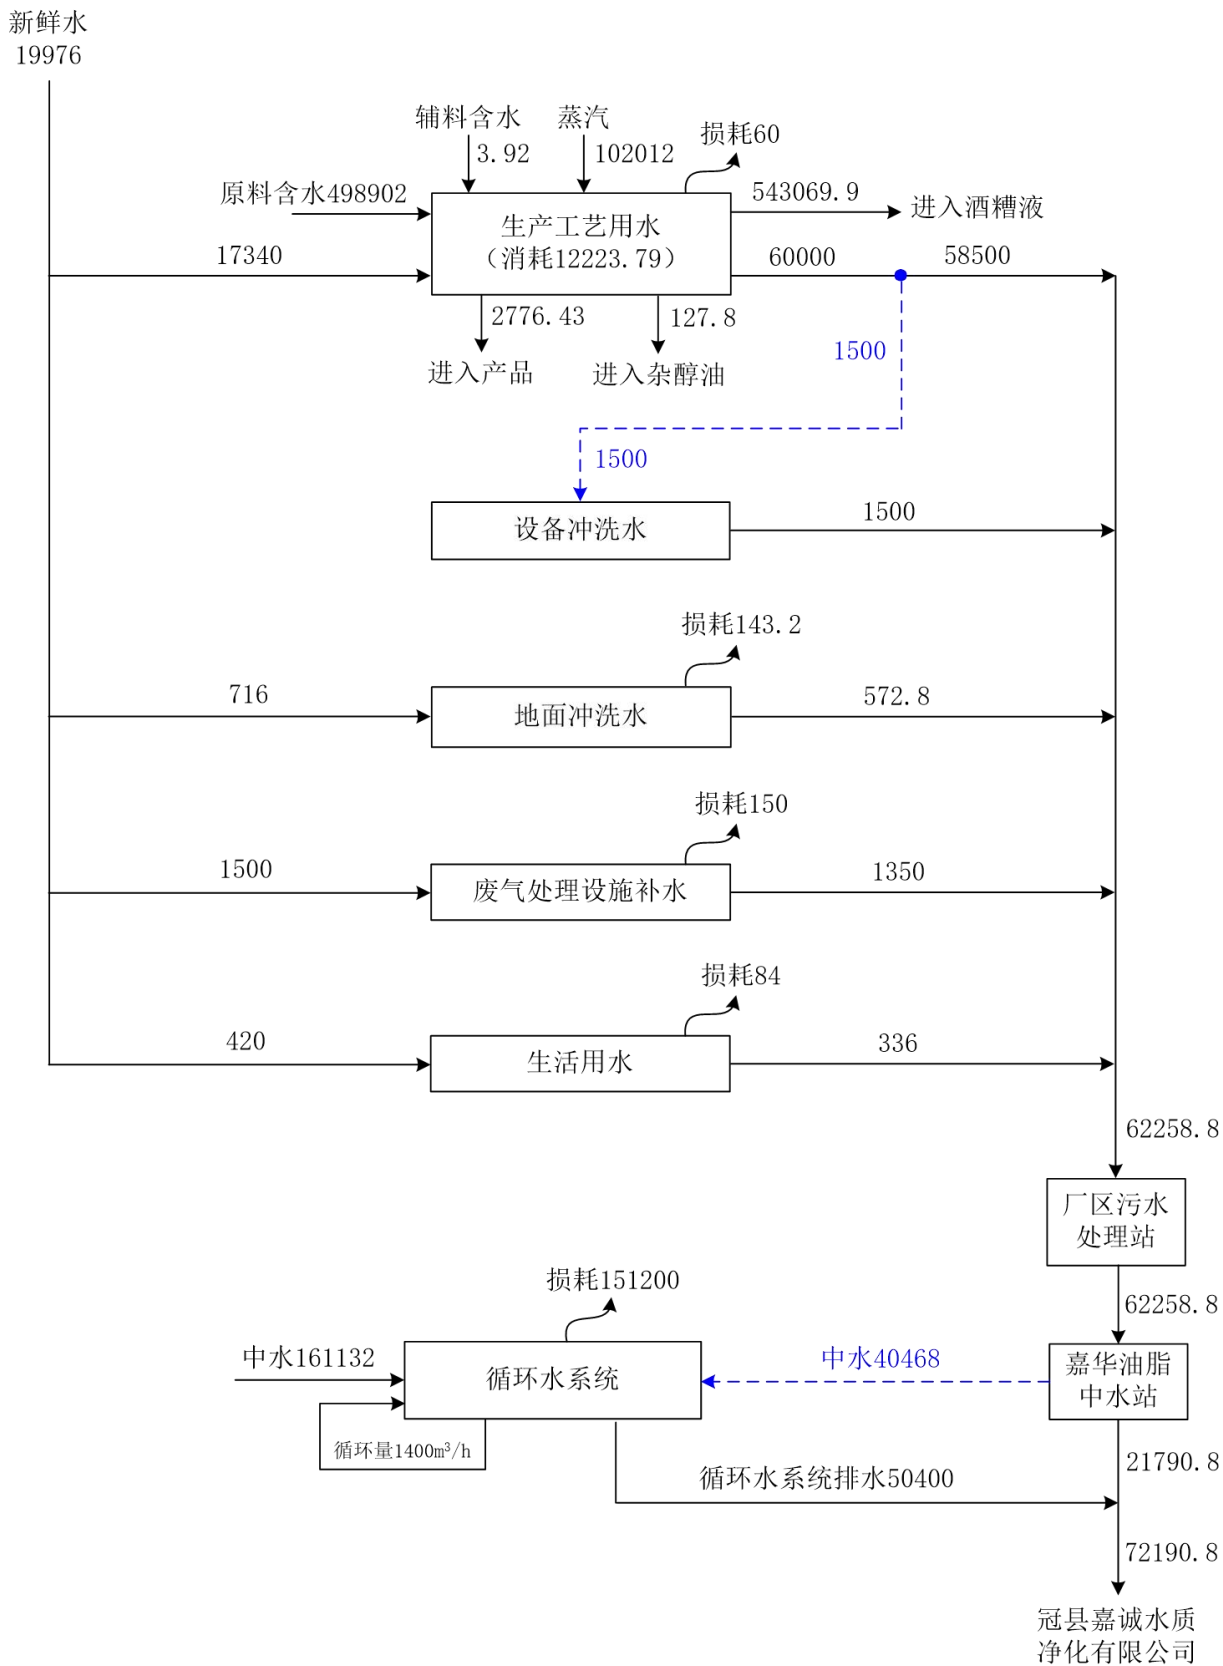 新鲜水
19976
辅料含水
蒸汽
损耗60
3.92
102012
原料含水498902
543069.9
进入酒糟液
生产工艺用水
（消耗12223.79）
17340
60000
58500
2776.43
127.8
1500
进入产品
进入杂醇油
1500
设备冲洗水
1500
损耗143.2
716
地面冲洗水
572.8
损耗150
1500
废气处理设施补水
1350
损耗84
420
生活用水
336
62258.8
厂区污水
处理站
损耗151200
62258.8
中水161132
循环水系统
中水40468
嘉华油脂
中水站
循环量1400m³/h
21790.8
循环水系统排水50400
72190.8
冠县嘉诚水质
净化有限公司